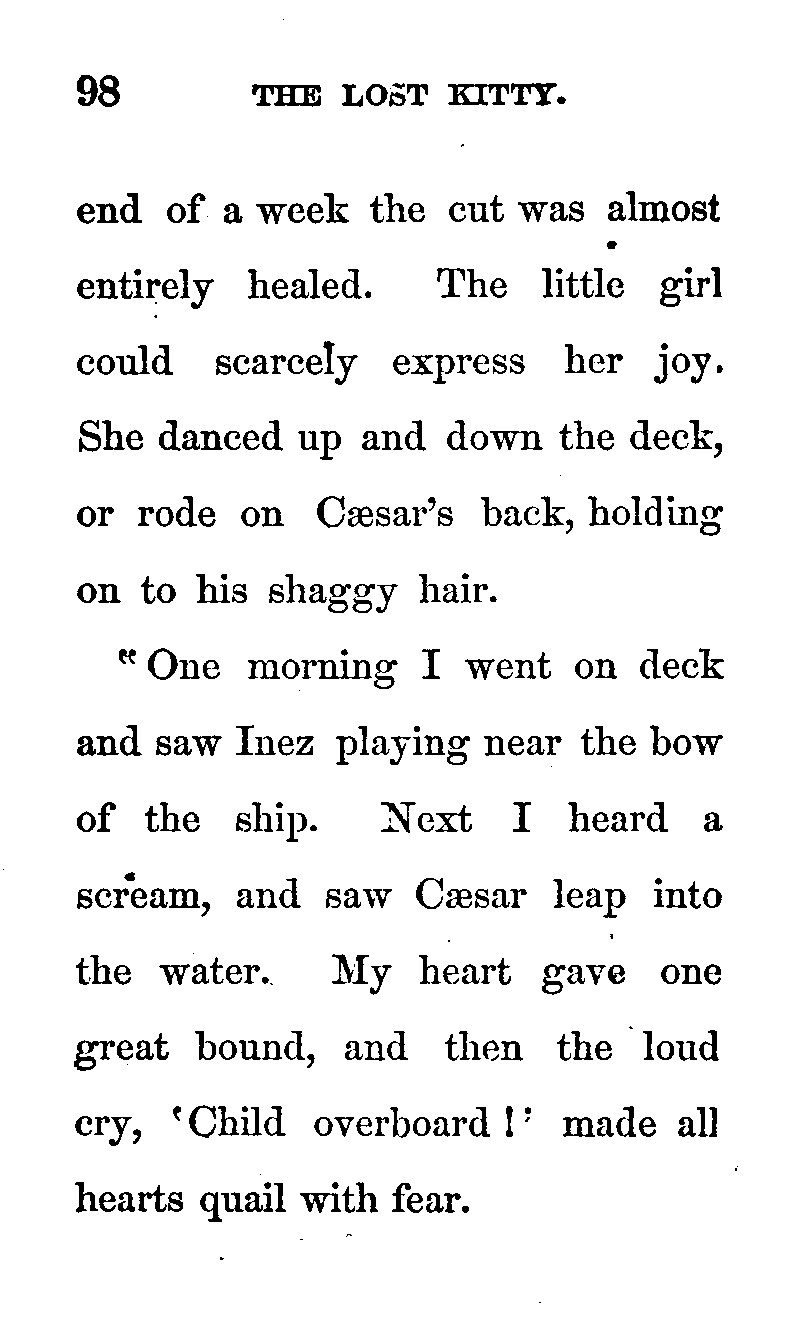 98 THE LOST KITTY.
end of a week the cut was almost
entirely healed. The little girl
could scarcely express her joy.
She danced up and down the deck,
or rode on Cæsar's back, holding
on to his shaggy hair.
"One morning I went on deck
and saw Inez playing near the bow
of the ship. Next I heard a
scream, and saw Cæsar leap into
the water. My heart gave one
great bound, and then the loud
cry, 'Child overboard!' made all
hearts quail with fear.